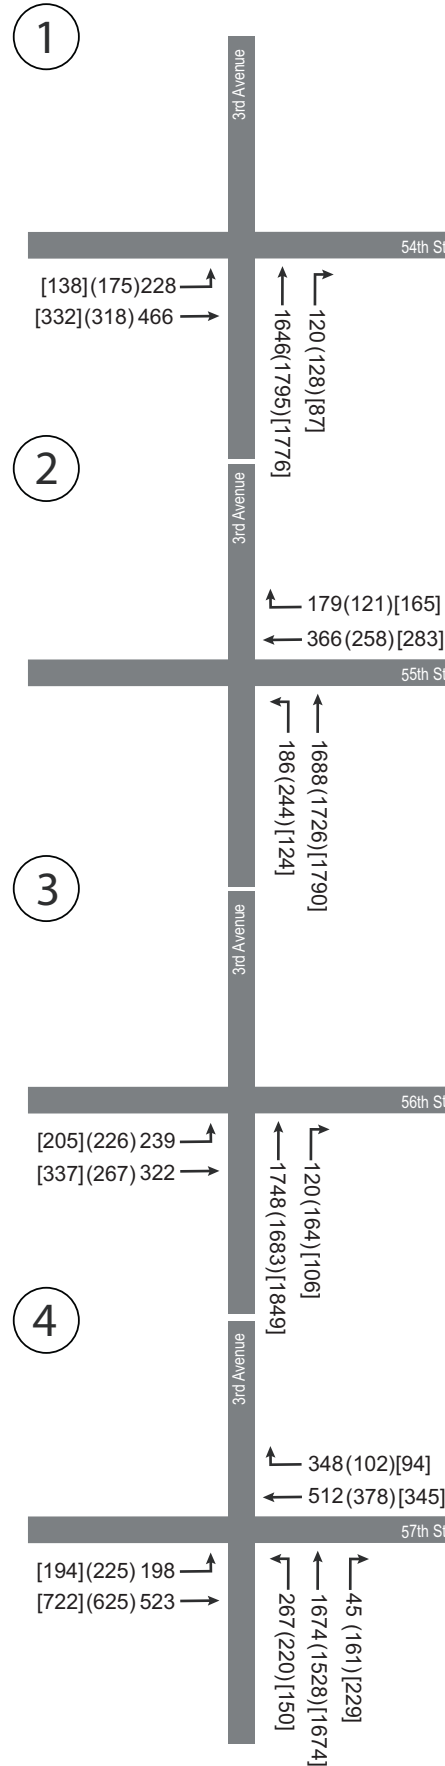 1
3rd Avenue
54th St
[138](175)228
[332](318) 466
1646(1795)[1776]
120(128)[87]
2
3rd Avenue
179(121)[165]
366(258)[283]
55th St
186(244)[124]
1688(1726)[1790]
3
3rd Avenue
56th St
[205](226) 239
[337](267) 322
1748(1683)[1849]
120(164)[106]
4
3rd Avenue
348(102)[94]
512(378)[345]
57th St
[194](225) 198
[722](625) 523
267(220)[150]
1674(1528)[1674]
45 (161)[229]